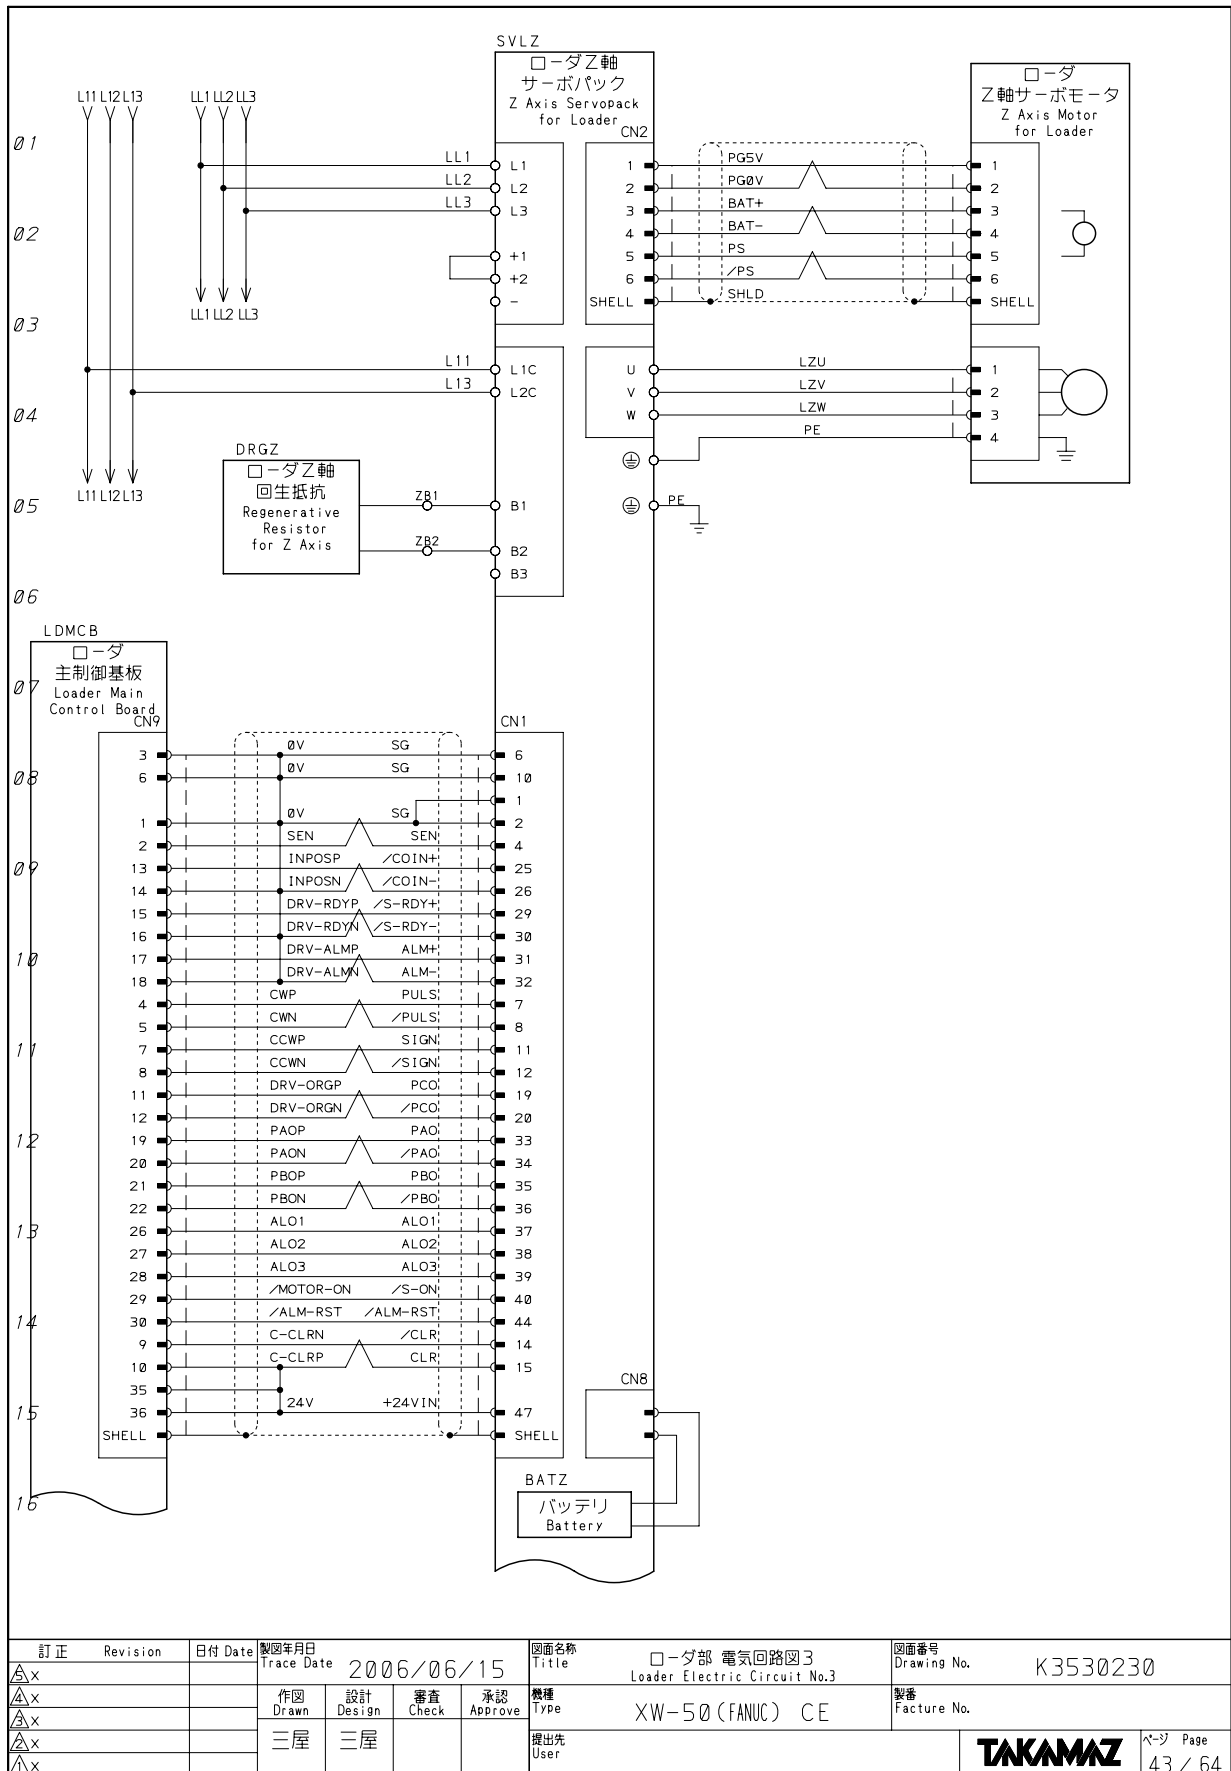 SVLZ
ローダZ軸
サーボパック
Z Axis Servopack
for Loader
CN2
ローダ
Z軸サーボモータ
Z Axis Motor
for Loader
L11 L12 L13
LL1 LL2 LL3
01
LL1 L1
LL2 L2
LL3 L3
1 PG5V 1
2 PG0V 2
3 BAT+ 3
4 BAT- 4
5 PS 5
6 /PS 6
SHELL SHLD SHELL
02
+1
+2
-
LL1 LL2 LL3
03
L11 L1C
L13 L2C
U LZU 1
V LZV 2
W LZW 3
PE 4
04
DRGZ
ローダZ軸
回生抵抗
Regenerative
Resistor
for Z Axis
L11 L12 L13
05
ZB1 B1
ZB2 B2
B3
PE
06
LDMCB
ローダ
主制御基板
Loader Main
Control Board
07
CN9
CN1
3 0V SG 6
08
6 0V SG 10
1
1 0V SG 2
2 SEN SEN 4
09
13 INPOSP /COIN+ 25
14 INPOSN /COIN- 26
15 DRV-RDYP /S-RDY+ 29
16 DRV-RDYN /S-RDY- 30
10
17 DRV-ALMP ALM+ 31
18 DRV-ALMN ALM- 32
4 CWP PULS 7
5 CWN /PULS 8
11
7 CCWP SIGN 11
8 CCWN /SIGN 12
11 DRV-ORGP PCO 19
12 DRV-ORGN /PCO 20
12
19 PAOP PAO 33
20 PAON /PAO 34
21 PBOP PBO 35
22 PBON /PBO 36
13
26 ALO1 ALO1 37
27 ALO2 ALO2 38
28 ALO3 ALO3 39
29 /MOTOR-ON /S-ON 40
14
30 /ALM-RST /ALM-RST 44
9 C-CLRN /CLR 14
10 C-CLRP CLR 15
35
15
36 24V +24VIN 47
SHELL SHELL
CN8
16
BATZ
バッテリ
Battery
訂正 Revision
日付 Date
製図年月日
Trace Date
2006/06/15
図面名称
Title
ローダ部 電気回路図3
Loader Electric Circuit No.3
図面番号
Drawing No.
K3530230
5 X
4 X
3 X
2 X
1 X
作図
Drawn
設計
Design
審査
Check
承認
Approve
三屋
三屋
機種
Type
XW-50(FANUC) CE
製番
Facture No.
提出先
User
TAKAMAZ
ページ Page
43 / 64